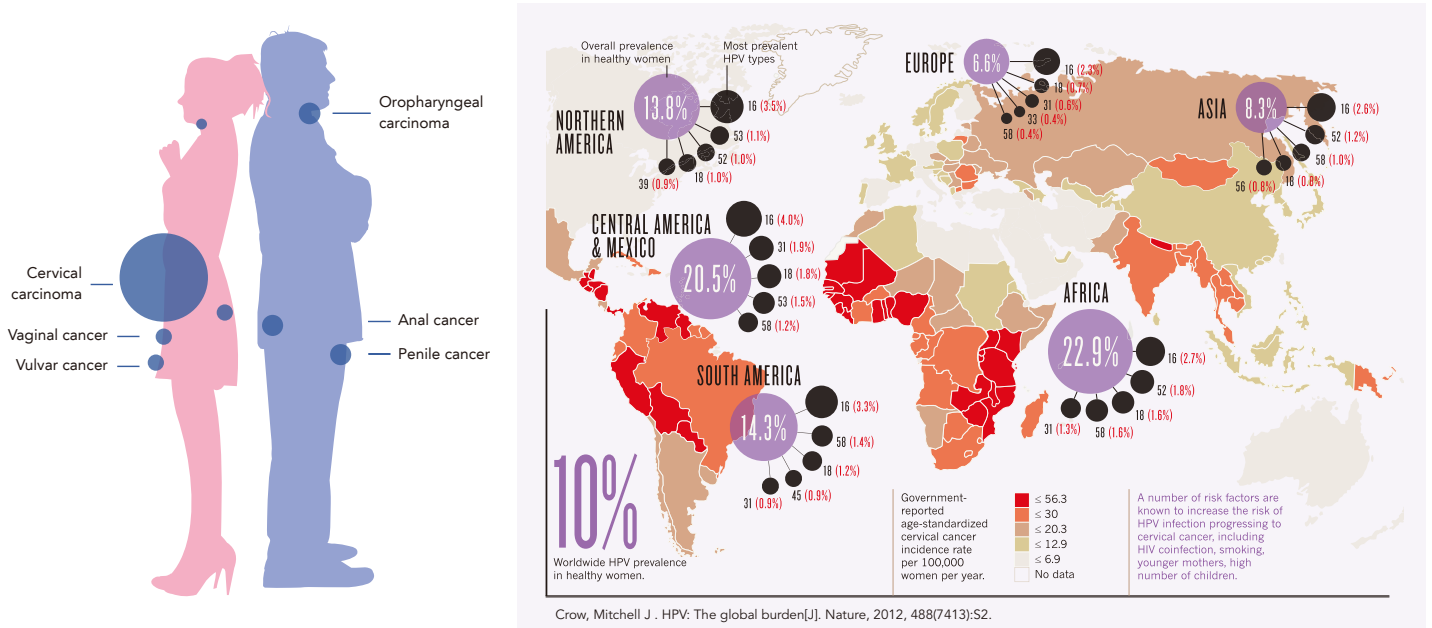 Oropharyngeal
carcinoma
Cervical
carcinoma
Vaginal cancer
Vulvar cancer
Anal cancer
Penile cancer
Overall prevalence
in healthy women
Most prevalent
HPV types
NORTHERN
AMERICA
13.8%
16 (3.5%)
53 (1.1%)
52 (1.0%)
18 (1.0%)
39 (0.9%)
EUROPE
6.6%
16 (2.3%)
18 (0.7%)
31 (0.6%)
33 (0.4%)
58 (0.4%)
ASIA
8.3%
16 (2.6%)
52 (1.2%)
58 (1.0%)
18 (0.8%)
56 (0.8%)
CENTRAL AMERICA
& MEXICO
20.5%
16 (4.0%)
31 (1.9%)
18 (1.8%)
53 (1.5%)
58 (1.2%)
AFRICA
22.9%
16 (2.7%)
52 (1.8%)
18 (1.6%)
58 (1.6%)
31 (1.3%)
SOUTH AMERICA
14.3%
16 (3.3%)
58 (1.4%)
18 (1.2%)
45 (0.9%)
31 (0.9%)
10%
Worldwide HPV prevalence
in healthy women.
Government-
reported
age-standardized
cervical cancer
incidence rate
per 100,000
women per year.
≤ 56.3
≤ 30
≤ 20.3
≤ 12.9
≤ 6.9
No data
A number of risk factors are
known to increase the risk of
HPV infection progressing to
cervical cancer, including
HIV coinfection, smoking,
younger mothers, high
number of children.
Crow, Mitchell J . HPV: The global burden[J]. Nature, 2012, 488(7413):S2.